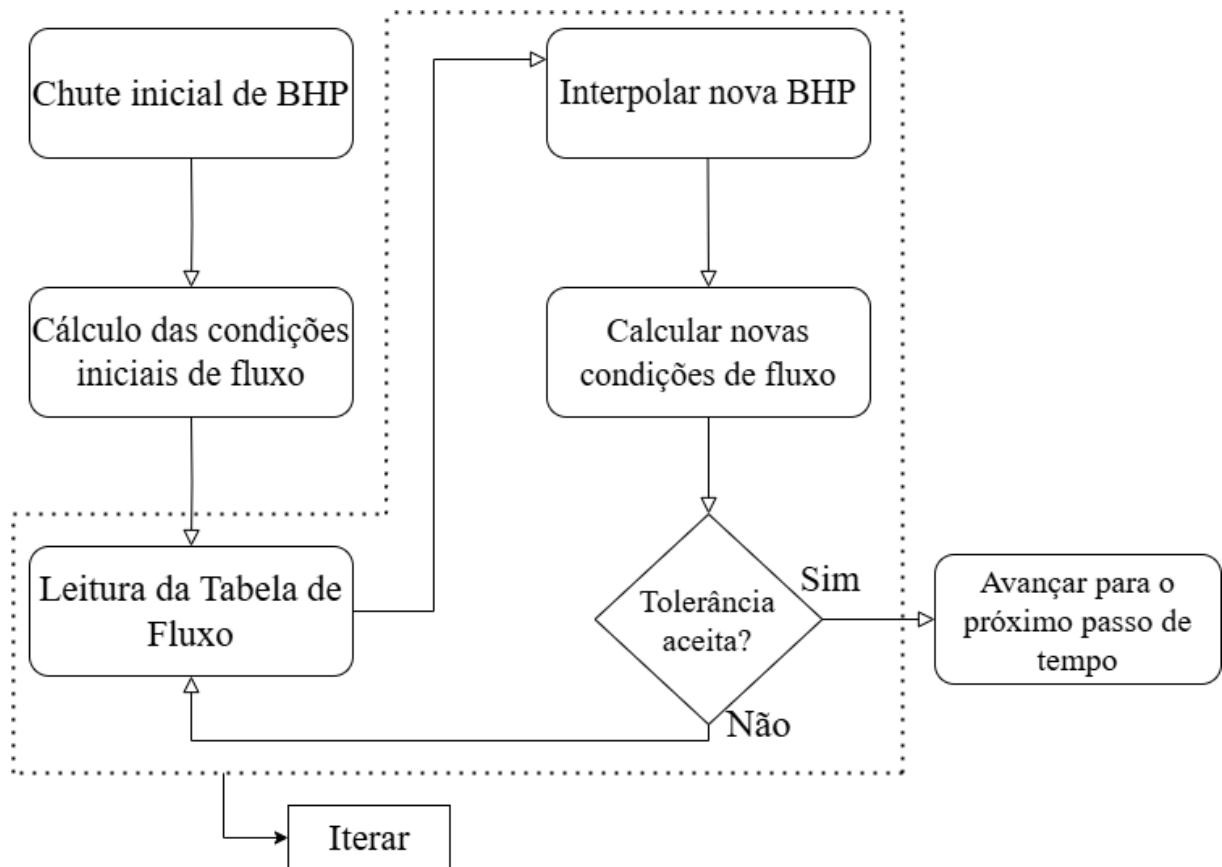 Chute inicial de BHP
Cálculo das condições
iniciais de fluxo
Leitura da Tabela de
Fluxo
Interpolar nova BHP
Calcular novas
condições de fluxo
Tolerância
aceita?
Sim
Não
Avançar para o
próximo passo de
tempo
Iterar